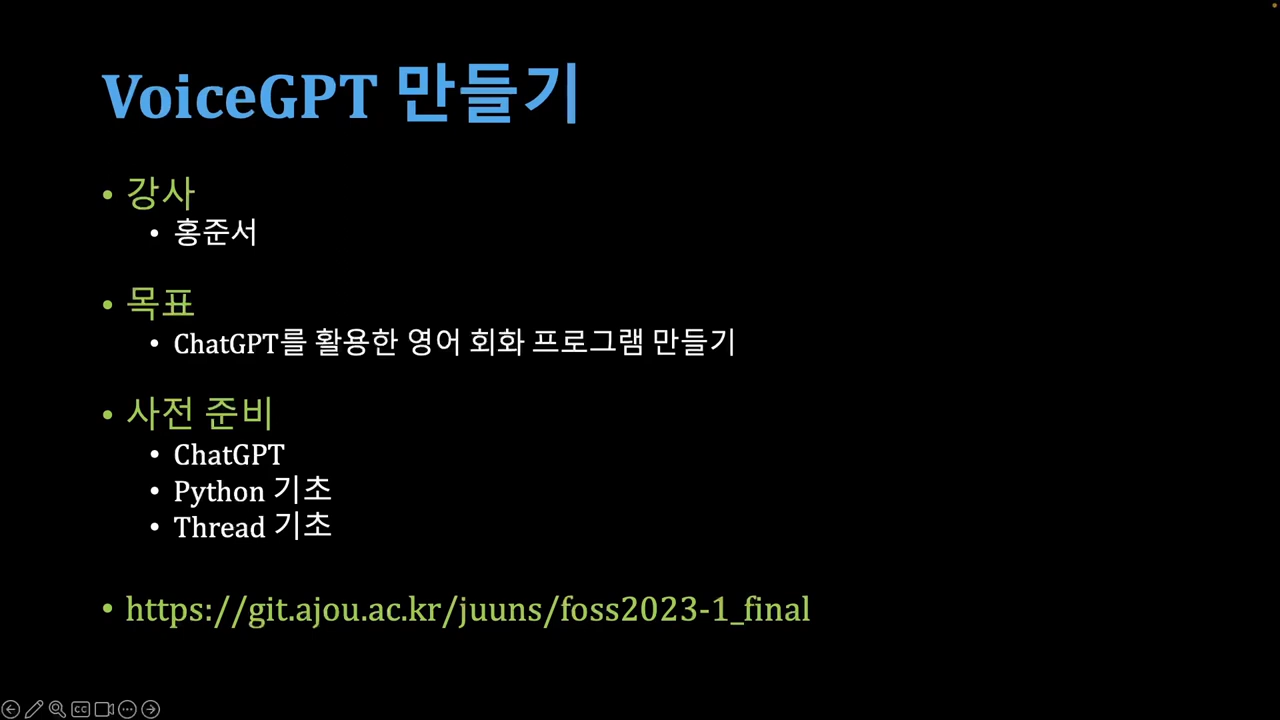 VoiceGPT 만들기
• 강사
• 홍준서
• 목표
• ChatGPT를 활용한 영어 회화 프로그램 만들기
• 사전 준비
• ChatGPT
• Python 기초
• Thread 기초
• https://git.ajou.ac.kr/juuns/foss2023-1_final
CC